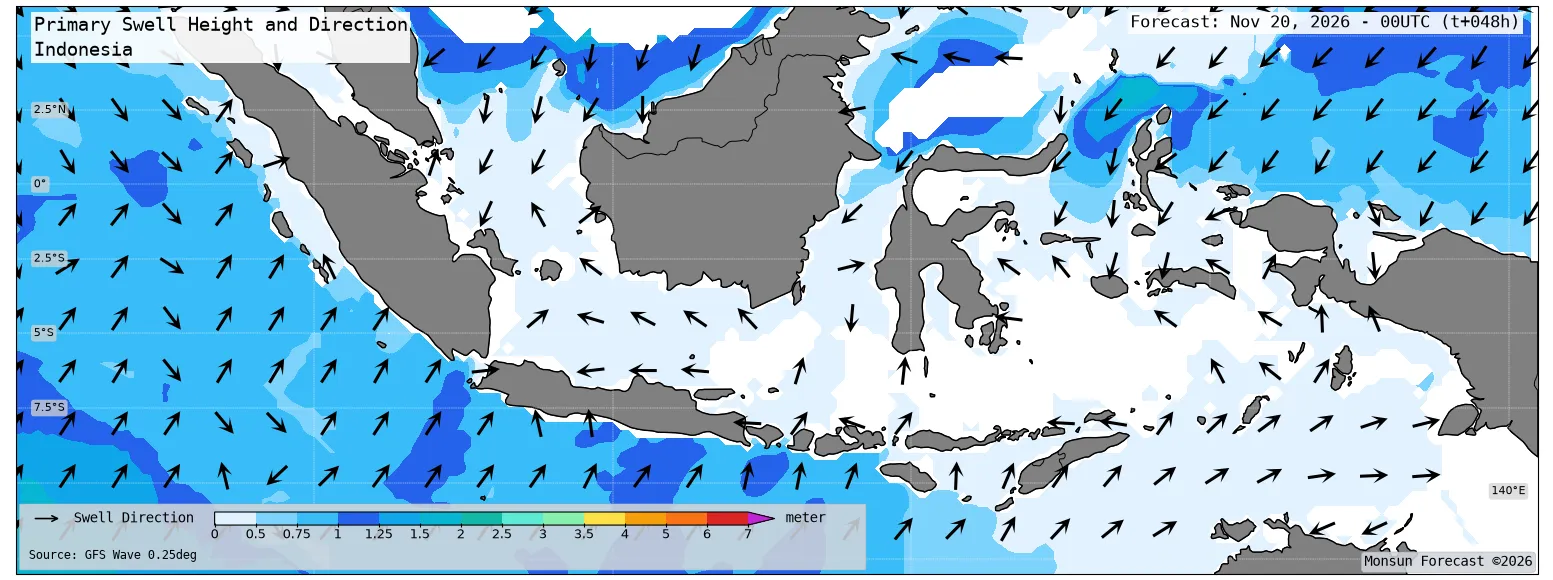 Primary Swell Height and Direction
Indonesia
Forecast: Nov 20, 2026 - 00UTC (t+048h)
2.5°N
0°
2.5°S
5°S
7.5°S
140°E
Swell Direction
0 0.5 0.75 1 1.25 1.5 2 2.5 3 3.5 4 5 6 7
meter
Source: GFS Wave 0.25deg
Monsun Forecast ©2026